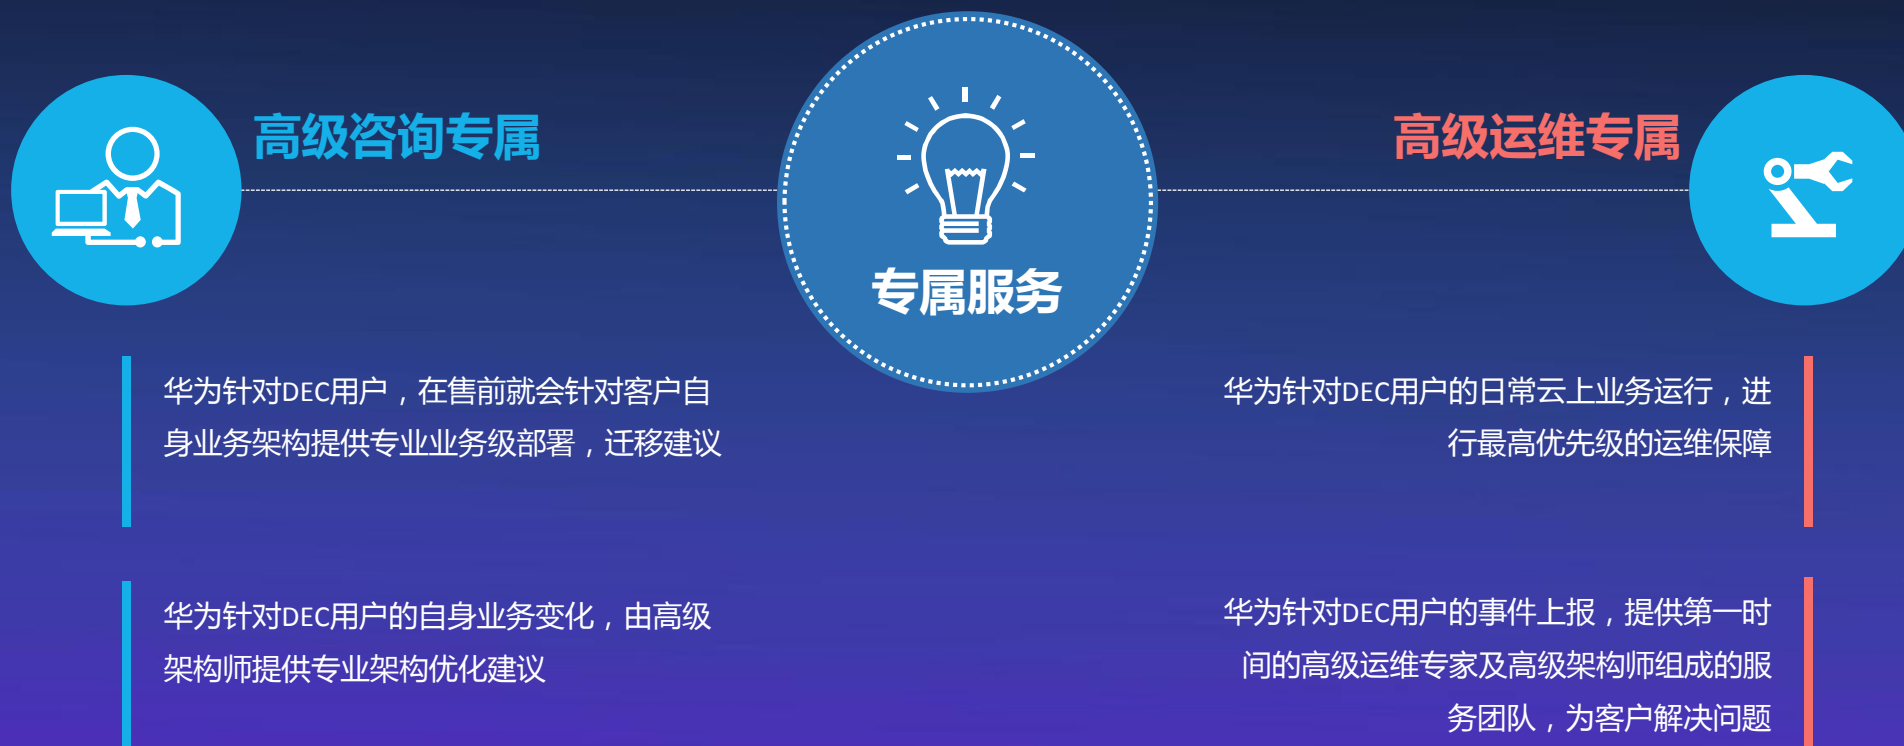 高级咨询专属
专属服务
高级运维专属
华为针对DEC用户，在售前就会针对客户自
身业务架构提供专业业务级部署，迁移建议
华为针对DEC用户的自身业务变化，由高级
架构师提供专业架构优化建议
华为针对DEC用户的日常云上业务运行，进
行最高优先级的运维保障
华为针对DEC用户的事件上报，提供第一时
间的高级运维专家及高级架构师组成的服
务团队，为客户解决问题